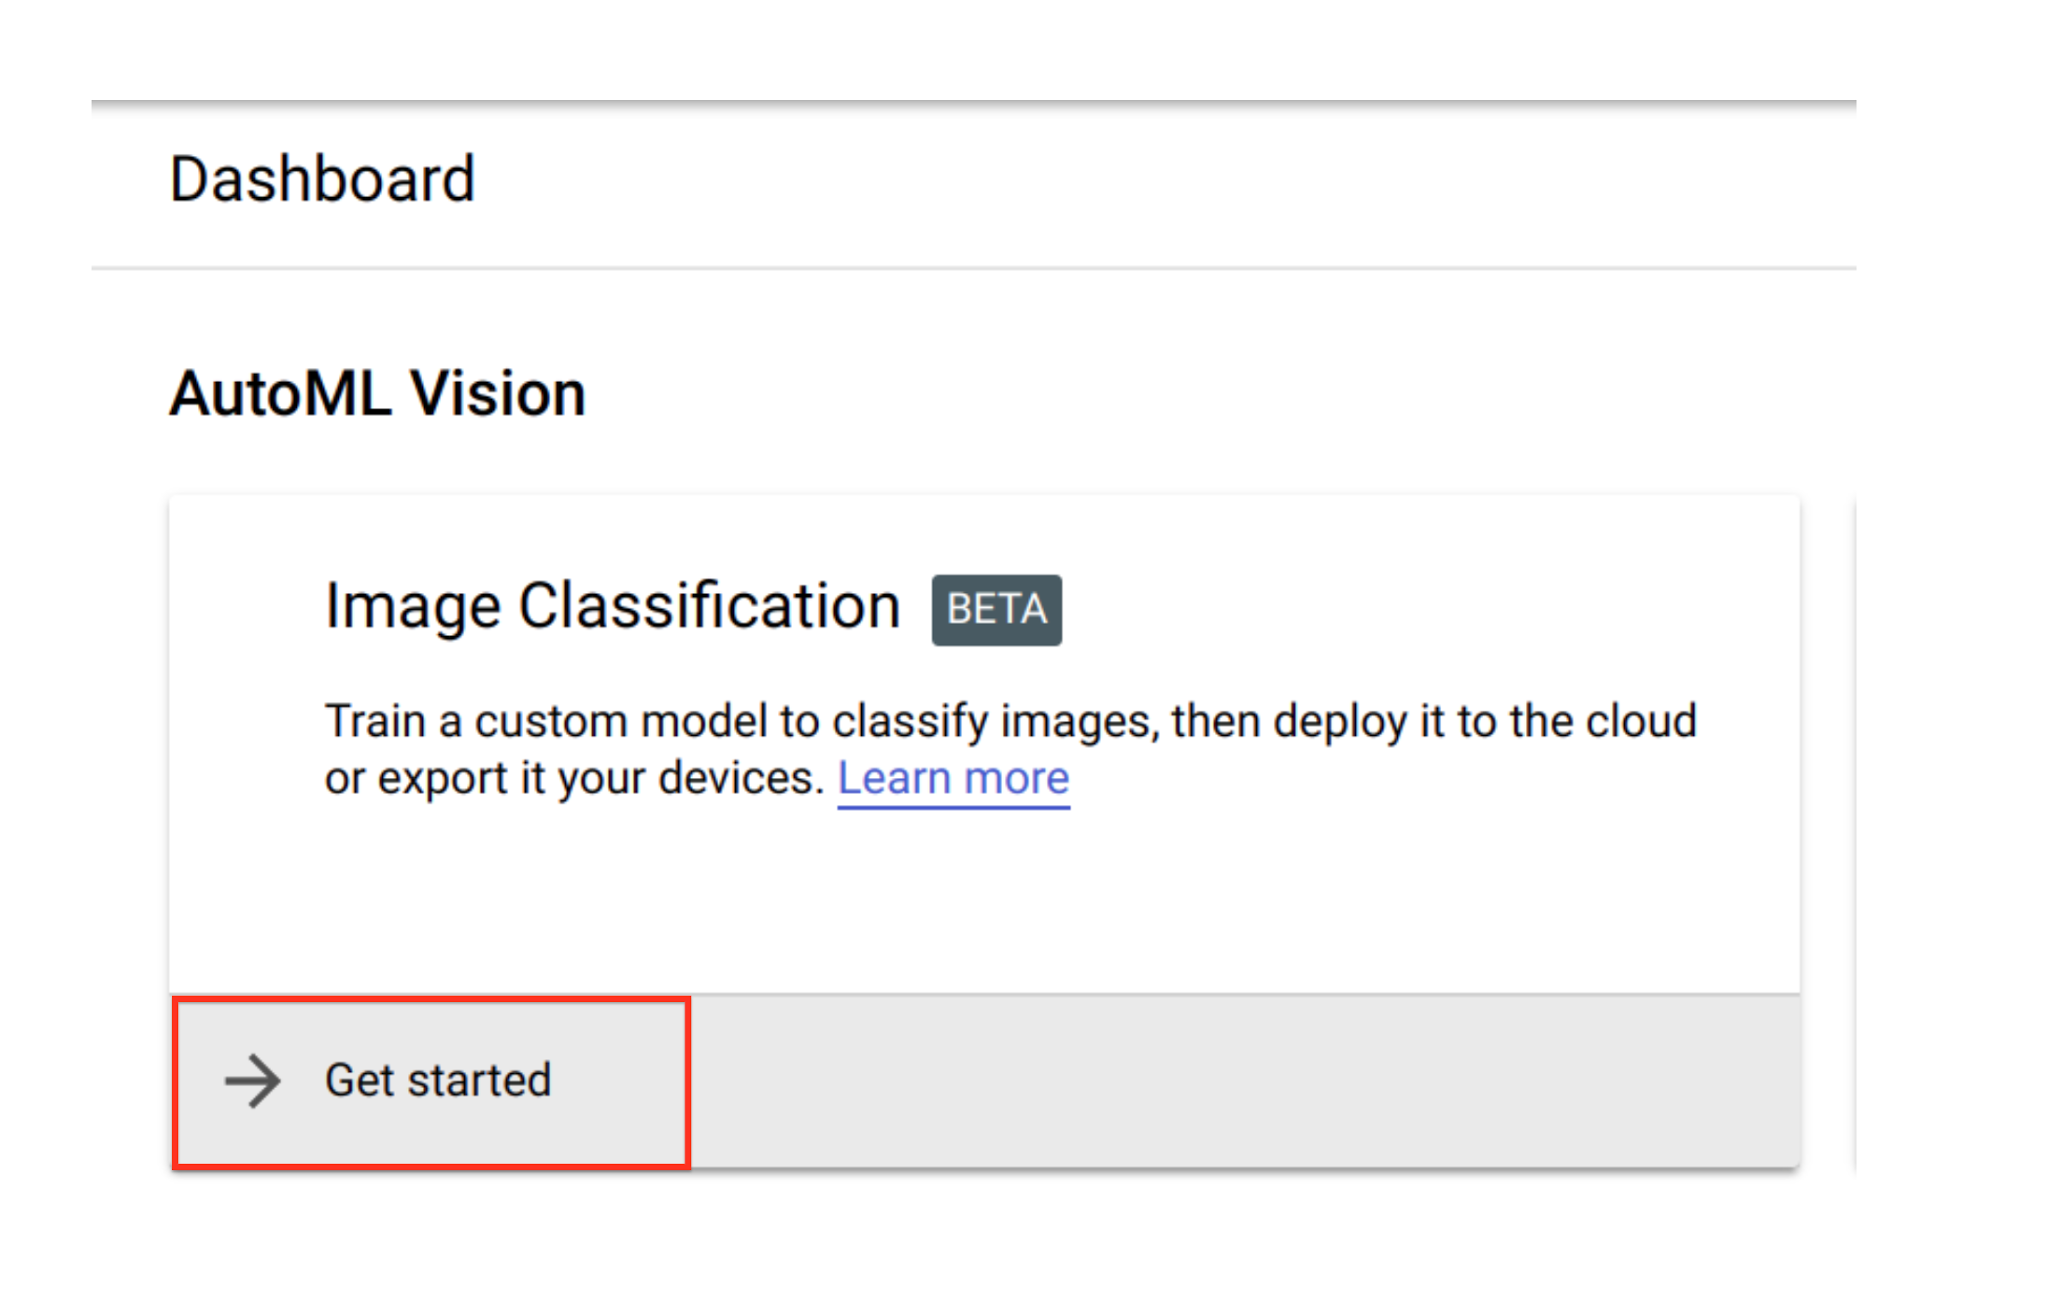 Dashboard
AutoML Vision
Image Classification BETA
Train a custom model to classify images, then deploy it to the cloud
or export it your devices. Learn more
Get started